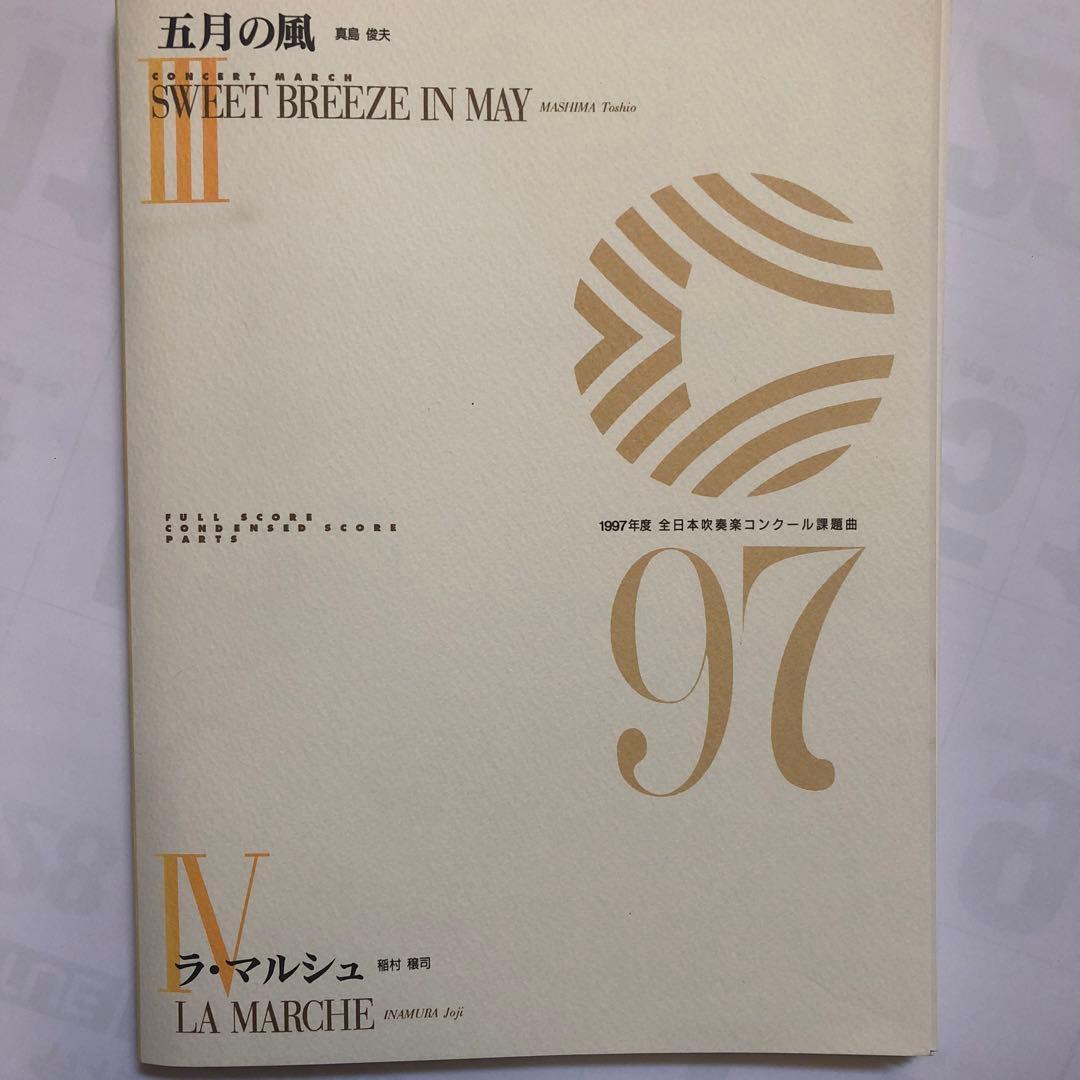 五月の風 真島 俊夫
III
CONCERT MARCH
SWEET BREEZE IN MAY MASHIMA Toshio
FULL SCORE
CONDENSED SCORE
PARTS
1997年度 全日本吹奏楽コンクール課題曲
97
IV
ラ・マルシュ 稲村 穣司
LA MARCHE INAMURA Joji